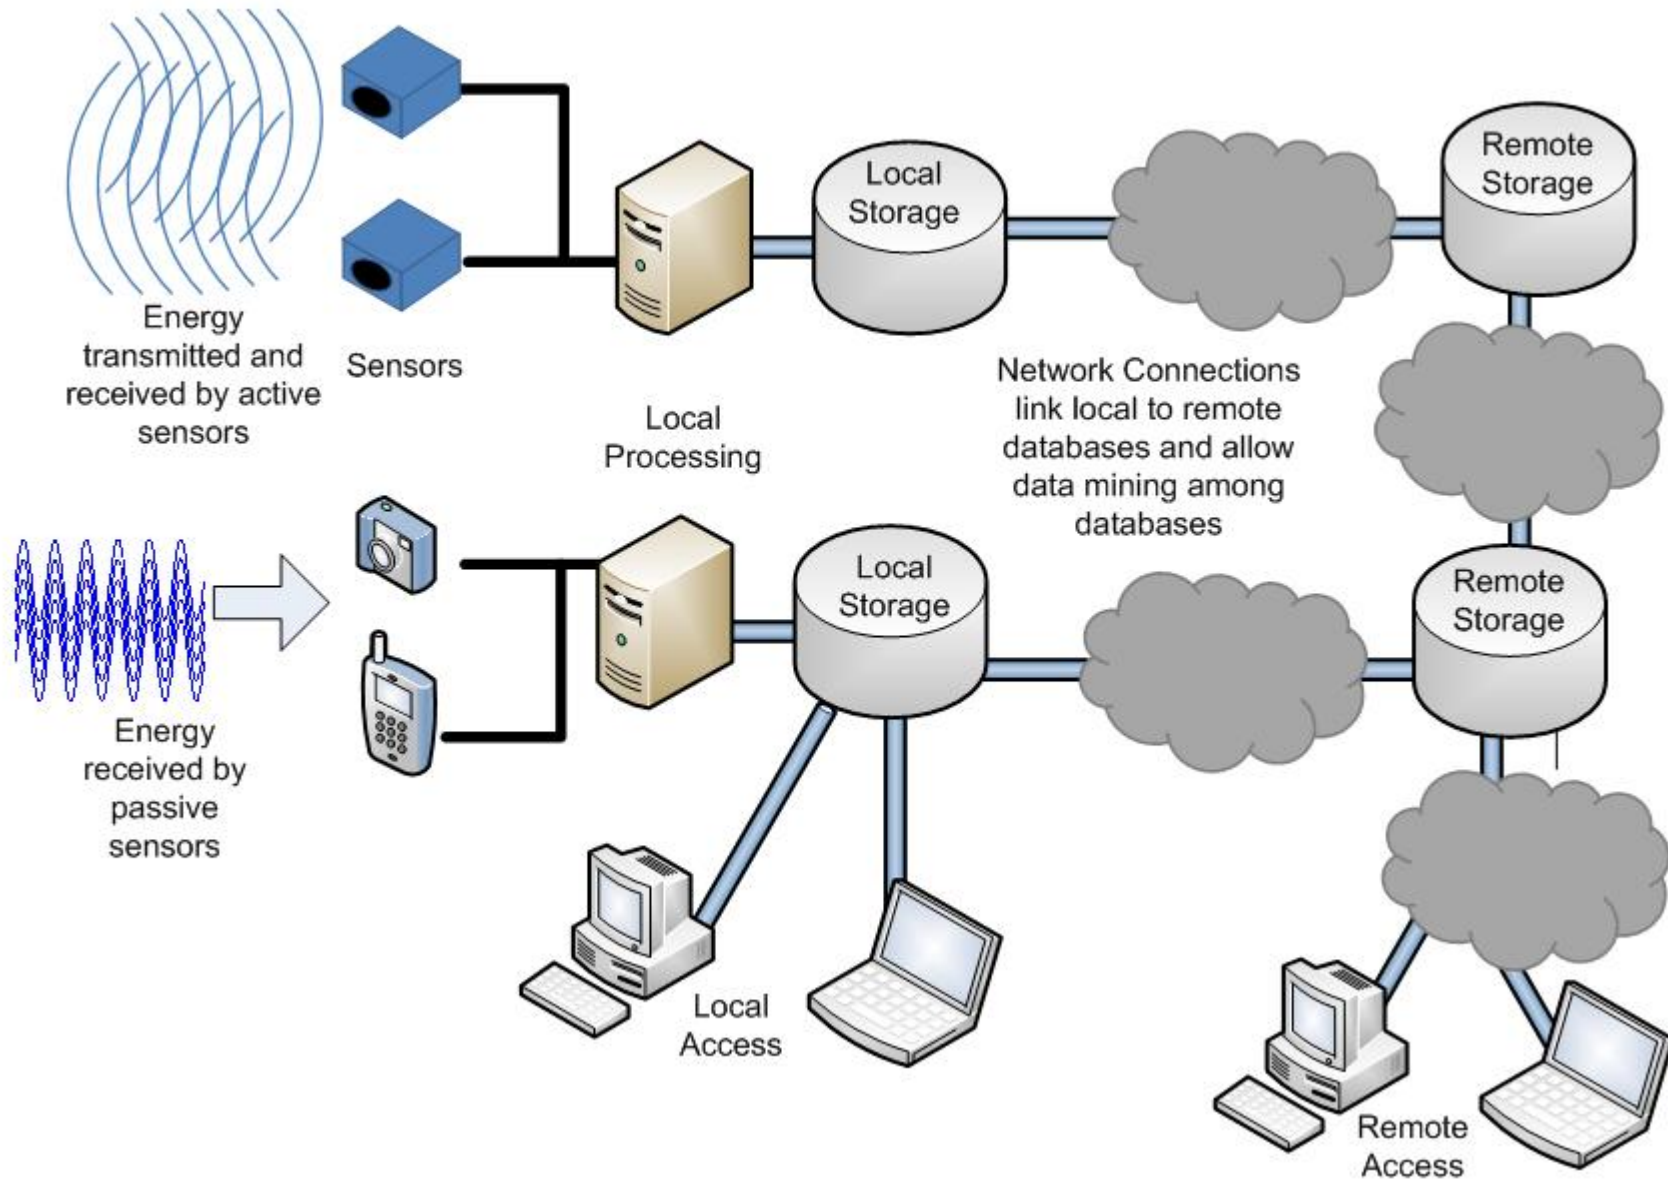 Energy
transmitted and
received by active
sensors
Sensors
Local
Processing
Local
Storage
Remote
Storage
Network Connections
link local to remote
databases and allow
data mining among
databases
Energy
received by
passive
sensors
Local
Storage
Remote
Storage
Local
Access
Remote
Access